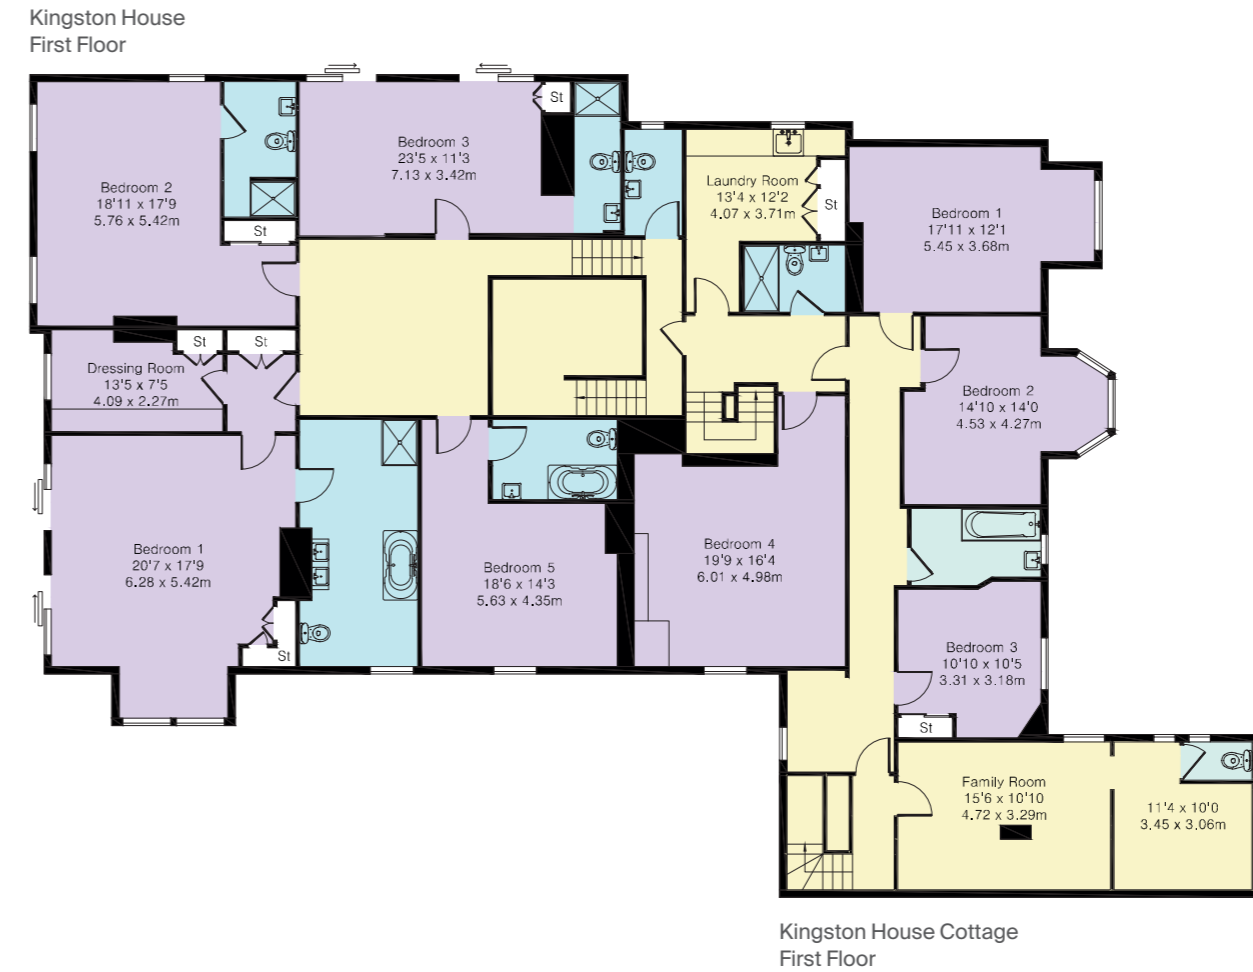 Kingston House
First Floor
Bedroom 2
18'11 x 17'9
5.76 x 5.42m
St
Bedroom 3
23'5 x 11'3
7.13 x 3.42m
St
Laundry Room
13'4 x 12'2
4.07 x 3.71m
St
Bedroom 1
17'11 x 12'1
5.45 x 3.68m
St
St
Dressing Room
13'5 x 7'5
4.09 x 2.27m
Bedroom 2
14'10 x 14'0
4.53 x 4.27m
Bedroom 1
20'7 x 17'9
6.28 x 5.42m
St
Bedroom 5
18'6 x 14'3
5.63 x 4.35m
Bedroom 4
19'9 x 16'4
6.01 x 4.98m
Bedroom 3
10'10 x 10'5
3.31 x 3.18m
St
Family Room
15'6 x 10'10
4.72 x 3.29m
11'4 x 10'0
3.45 x 3.06m
Kingston House Cottage
First Floor